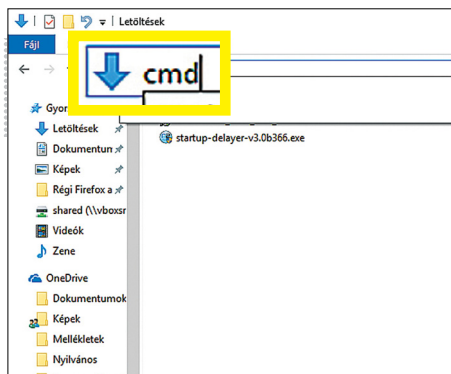 Letöltések
Fájl
cmd
Gyor
Letöltések
Dokumentum
Képek
Régi Firefox a
shared (\\vboxsr
Videók
Zene
OneDrive
Dokumentumok
Képek
Mellékletek
Nyilvános
startup-delayer-v3.0b366.exe